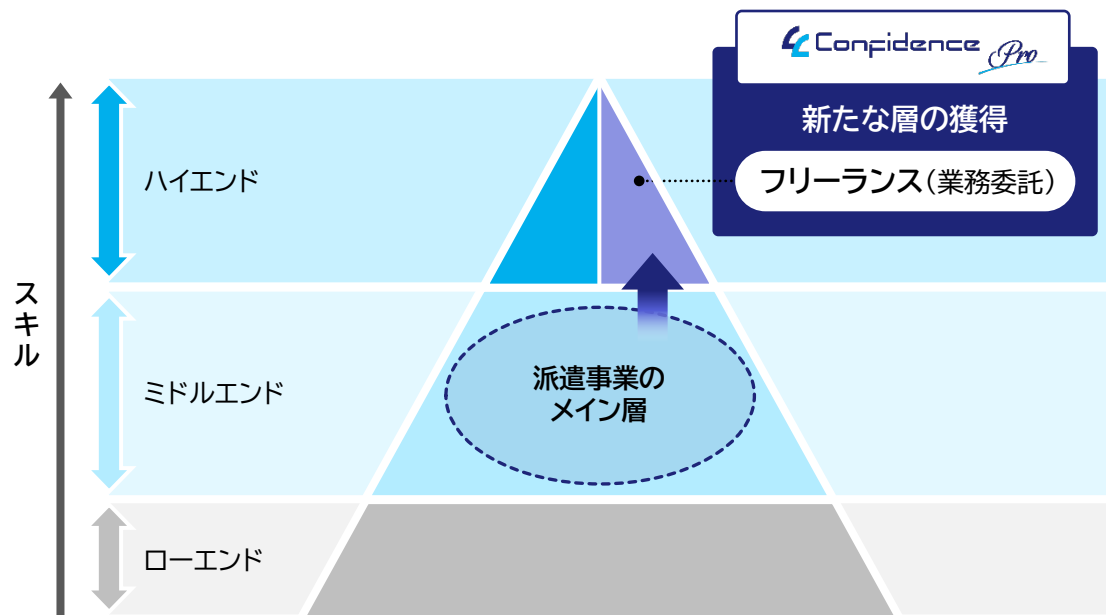 Confidence Pro
新たな層の獲得
フリーランス(業務委託)
スキル
ハイエンド
ミドルエンド
派遣事業の
メイン層
ローエンド